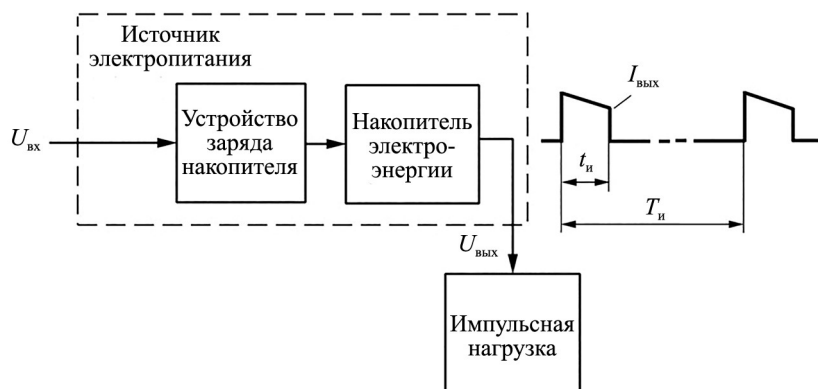 Источник
электропитания
Устройство
заряда
накопителя
Накопитель
электро-
энергии
Uвх
Uвых
Импульсная
нагрузка
Iвых
tи
Tи